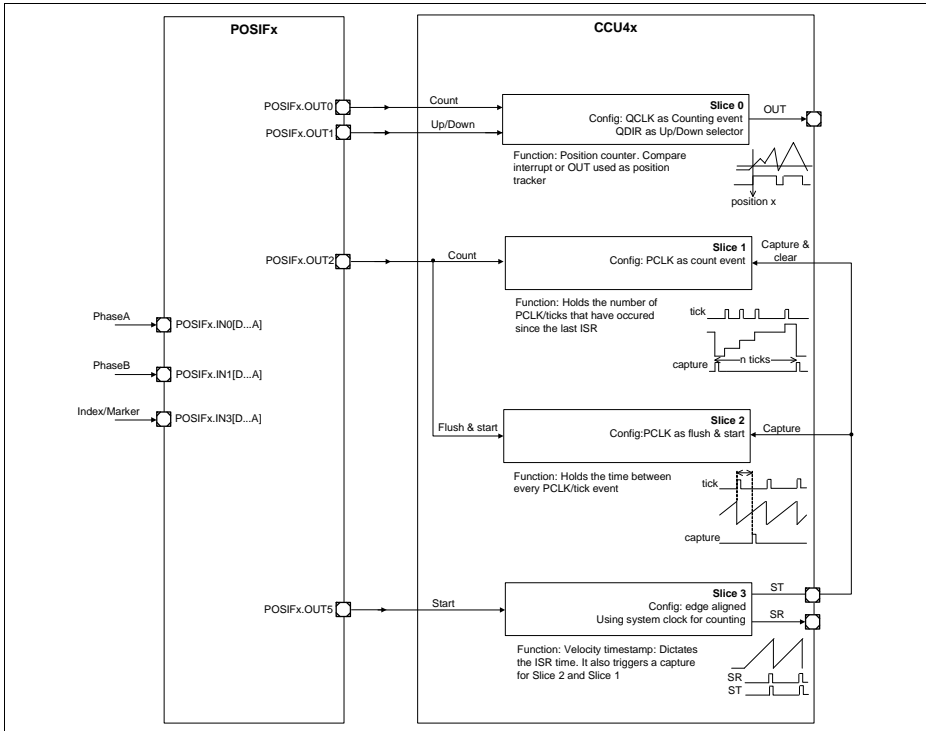 POSIFx
CCU4x
POSIFx.OUT0
Count
Slice 0
Config: QCLK as Counting event
QDIR as Up/Down selector
OUT
POSIFx.OUT1
Up/Down
Function: Position counter. Compare
interrupt or OUT used as position
tracker
position x
POSIFx.OUT2
Count
Slice 1
Config: PCLK as count event
Capture &
clear
Function: Holds the number of
PCLK/ticks that have occured
since the last ISR
tick
n ticks
capture
PhaseA
POSIFx.IN0[D...A]
PhaseB
POSIFx.IN1[D...A]
Index/Marker
POSIFx.IN3[D...A]
Flush & start
Slice 2
Config:PCLK as flush & start
Capture
Function: Holds the time between
every PCLK/tick event
tick
capture
POSIFx.OUT5
Start
Slice 3
Config: edge aligned
Using system clock for counting
ST
SR
Function: Velocity timestamp: Dictates
the ISR time. It also triggers a capture
for Slice 2 and Slice 1
SR
ST